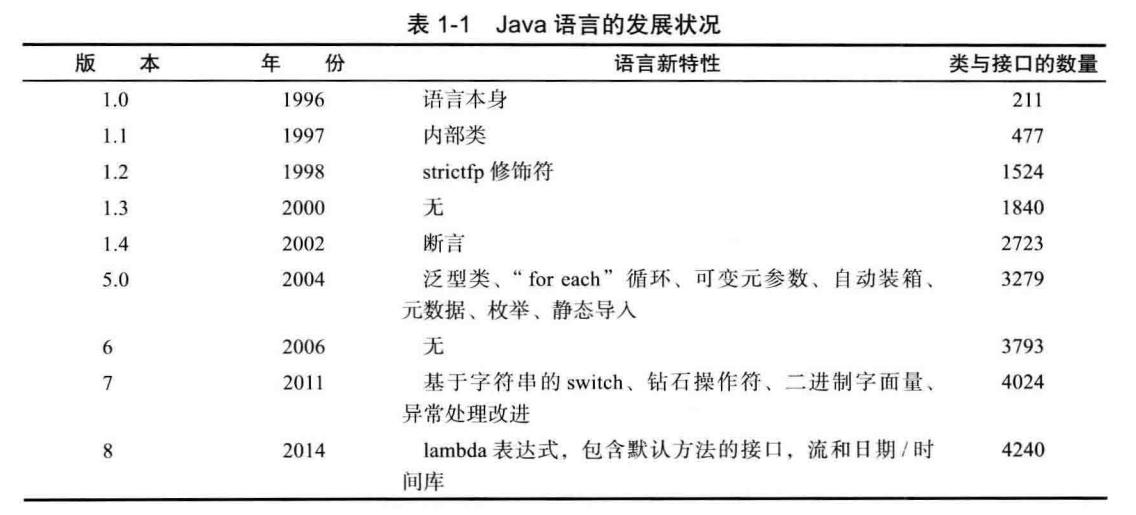 表 1-1 Java 语言的发展状况
版 本 年 份 语言新特性 类与接口的数量
1.0 1996 语言本身 211
1.1 1997 内部类 477
1.2 1998 strictfp 修饰符 1524
1.3 2000 无 1840
1.4 2002 断言 2723
5.0 2004 泛型类、“for each” 循环、可变元参数、自动装箱、 3279
元数据、枚举、静态导入
6 2006 无 3793
7 2011 基于字符串的 switch、钻石操作符、二进制字面量、 4024
异常处理改进
8 2014 lambda 表达式，包含默认方法的接口，流和日期 / 时 4240
间库